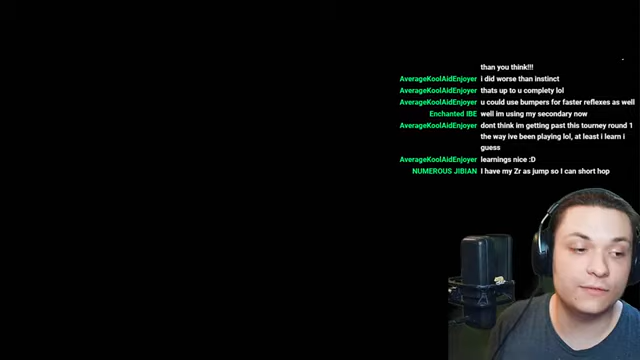 than you think!!!
AverageKoolAidEnjoyer i did worse than instinct
AverageKoolAidEnjoyer thats up to u complety lol
AverageKoolAidEnjoyer u could use bumpers for faster reflexes as well
Enchanted IBE well im using my secondary now
AverageKoolAidEnjoyer dont think im getting past this tourney round 1
the way ive been playing lol, at least i learn i
guess
AverageKoolAidEnjoyer learnings nice :D
NUMEROUS JIBIAN I have my Zr as jump so I can short hop